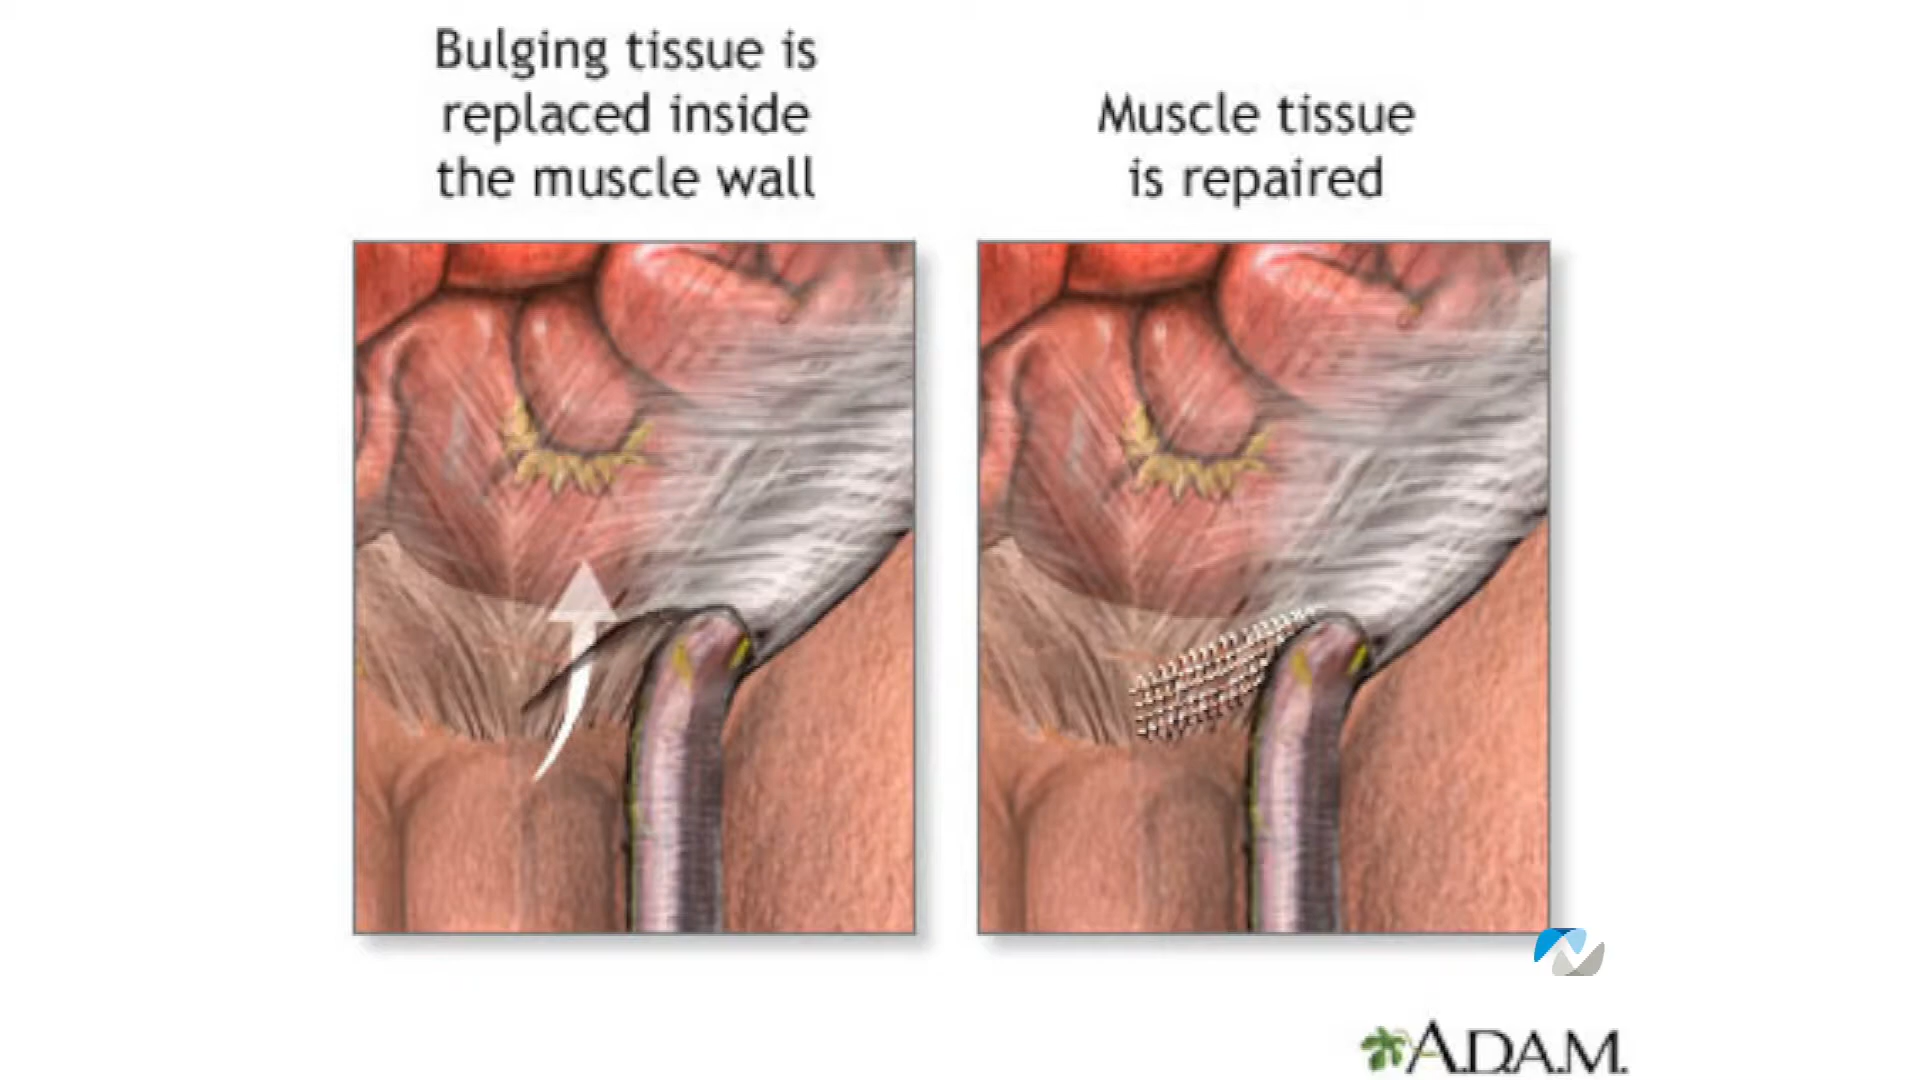 Bulging tissue is
replaced inside
the muscle wall
Muscle tissue
is repaired
A.D.A.M.